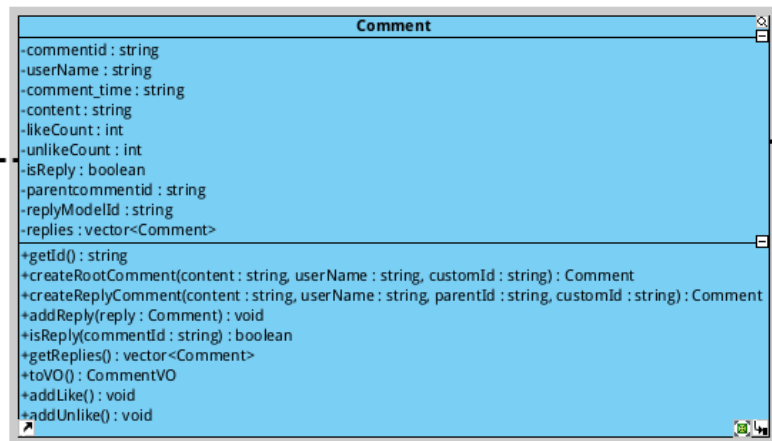 Comment
-commentid : string
-userName : string
-comment_time : string
-content : string
-likeCount : int
-unlikeCount : int
-isReply : boolean
-parentcommentid : string
-replyModelId : string
-replies : vector<Comment>
+getId() : string
+createRootComment(content : string, userName : string, customId : string) : Comment
+createReplyComment(content : string, userName : string, parentId : string, customId : string) : Comment
+addReply(reply : Comment) : void
+isReply(commentId : string) : boolean
+getReplies() : vector<Comment>
+toVO() : CommentVO
+addLike() : void
+addUnlike() : void